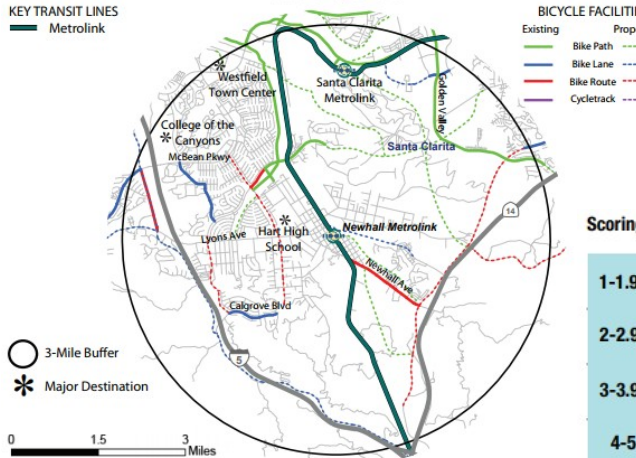 KEY TRANSIT LINES
Metrolink
BICYCLE FACILITIE
Existing
Prop
Bike Path
Bike Lane
Bike Route
Cycletrack
Westfield
Town Center
Santa Clarita
Metrolink
Golden Valley
College of the
Canyons
McBean Pkwy
Santa Clarita
14
Lyons Ave
Hart High
School
Newhall Metrolink
Newhall Ave
Calgrove Blvd
5
3-Mile Buffer
Major Destination
0
1.5
3
Miles
Scoring
1-1.9
2-2.9
3-3.9
4-5